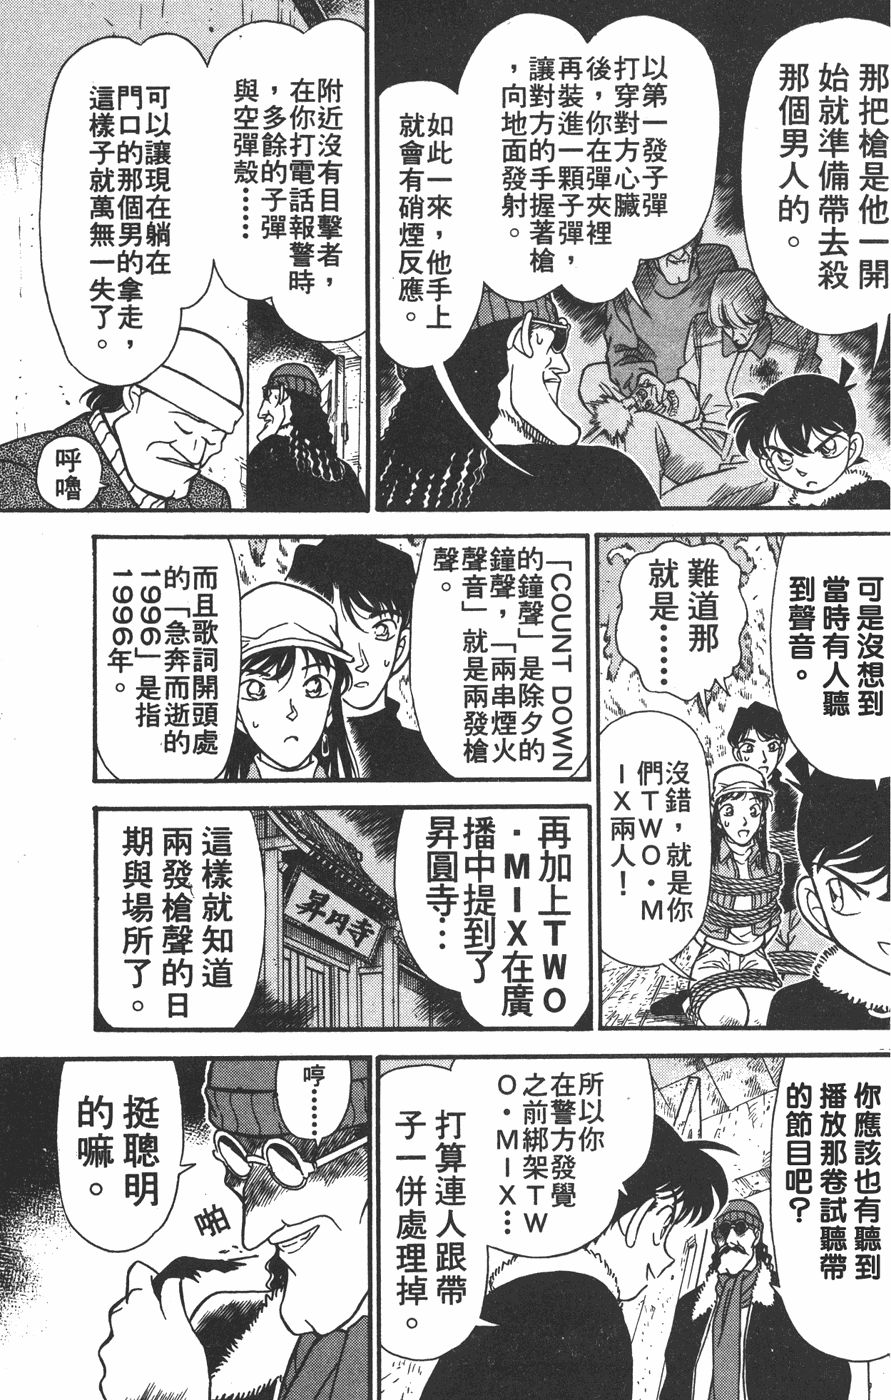 那把槍是他一開
始就準備帶去殺
那個男人的。
以第一發子彈
打穿對方心臟
後，你在彈夾裡
再裝進一顆子彈，
讓對方的手握著槍
，向地面發射。
如此一來，他手上
就會有硝煙反應。
附近沒有目擊者，
在你打電話報警時
，多餘的子彈
與空彈殼……
可以讓現在躺在
門口的那個男的拿走，
這樣子就萬無一失了。
呼嚕
可是沒想到
當時有人聽
到聲音。
難道那
就是……
沒錯，就是你
們TWO・M
IX兩人！
「COUNT DOWN
的鐘聲」是除夕的
鐘聲，「兩串煙火
聲音」就是兩發槍
聲。
而且歌詞開頭處
的「急奔而逝的
1996」是指
1996年。
再加上TWO
・MIX在廣
播中提到了
昇圓寺…
昇円寺
這樣就知道
兩發槍聲的日
期與場所了。
你應該也有聽到
播放那卷試聽帶
的節目吧？
所以你
在警方發覺
之前綁架TW
O・MIX…
打算連人跟帶
子一併處理掉。
哼……
啪
挺聰明
的嘛。